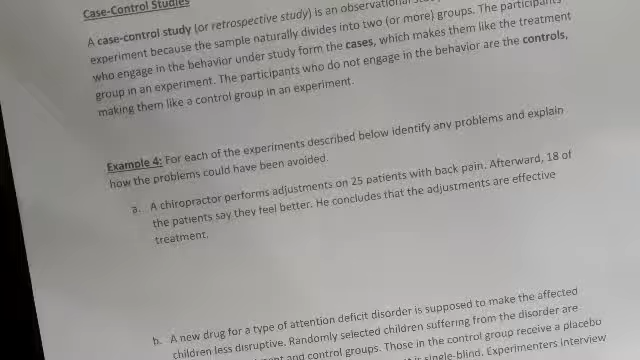 Case-Control Studies
A case-control study (or retrospective study) is an observational
experiment because the sample naturally divides into two (or more) groups. The participants
who engage in the behavior under study form the cases, which makes them like the treatment
group in an experiment. The participants who do not engage in the behavior are the controls,
making them like a control group in an experiment.
Example 4: For each of the experiments described below identify any problems and explain
how the problems could have been avoided.
a. A chiropractor performs adjustments on 25 patients with back pain. Afterward, 18 of
the patients say they feel better. He concludes that the adjustments are effective
treatment.
b. A new drug for a type of attention deficit disorder is supposed to make the affected
children less disruptive. Randomly selected children suffering from the disorder are
and control groups. Those in the control group receive a placebo
is single-blind. Experimenters interview